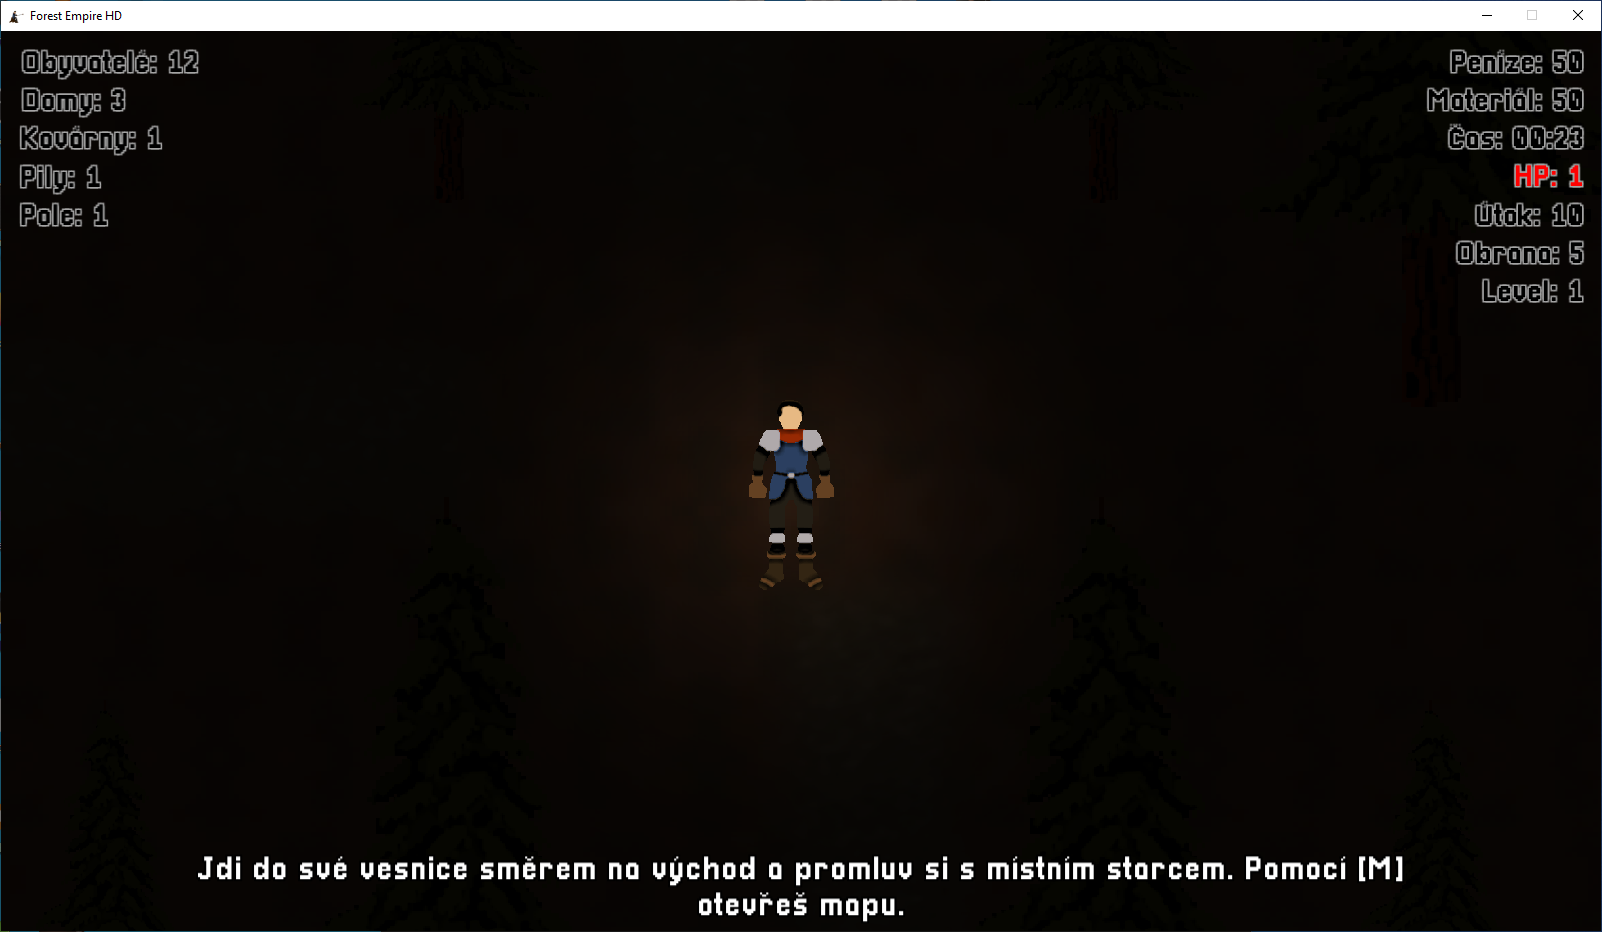 Forest Empire HD
Obyvatelé: 12
Domy: 3
Kovárny: 1
Pily: 1
Pole: 1
Peníze: 50
Materiál: 50
Čas: 00:23
HP: 1
Útok: 10
Obrana: 5
Level: 1
Jdi do své vesnice směrem na východ a promluv si s místním starcem. Pomocí [M]
otevřeš mapu.